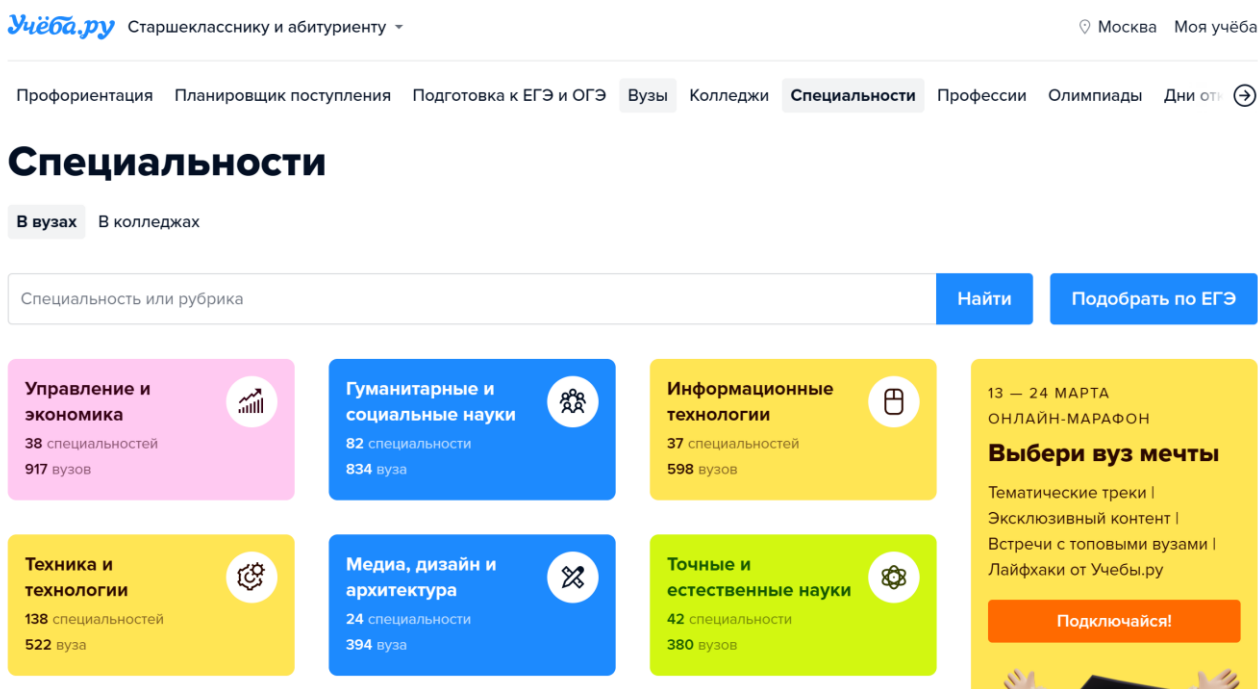 Учёба.ру Старшекласснику и абитуриенту Москва Моя учёба
Профориентация Планировщик поступления Подготовка к ЕГЭ и ОГЭ Вузы Колледжи Специальности Профессии Олимпиады Дни
Специальности
В вузах В колледжах
Специальность или рубрика Найти Подобрать по ЕГЭ
Управление и
экономика
38 специальностей
917 вузов
Гуманитарные и
социальные науки
82 специальности
834 вуза
Информационные
технологии
37 специальностей
598 вузов
Техника и
технологии
138 специальностей
522 вуза
Медиа, дизайн и
архитектура
24 специальности
394 вуза
Точные и
естественные науки
42 специальности
380 вузов
13 — 24 МАРТА
ОНЛАЙН-МАРАФОН
Выбери вуз мечты
Тематические треки |
Эксклюзивный контент |
Встречи с топовыми вузами |
Лайфхаки от Учебы.ру
Подключайся!